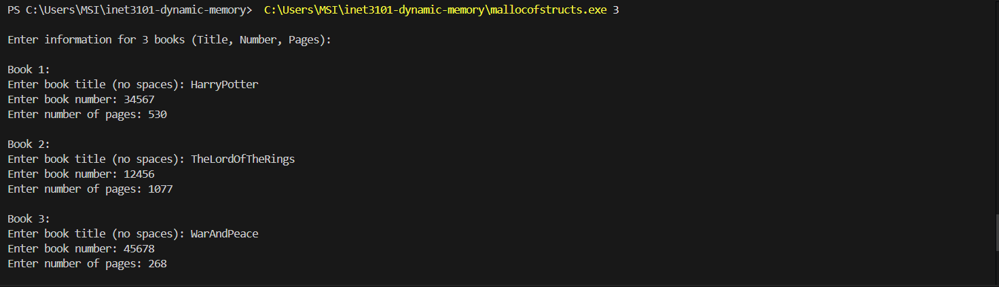 PS C:\Users\MSI\inet3101-dynamic-memory>  C:\Users\MSI\inet3101-dynamic-memory\mallocofstructs.exe 3
Enter information for 3 books (Title, Number, Pages):
Book 1:
Enter book title (no spaces): HarryPotter
Enter book number: 34567
Enter number of pages: 530
Book 2:
Enter book title (no spaces): TheLordOfTheRings
Enter book number: 12456
Enter number of pages: 1077
Book 3:
Enter book title (no spaces): WarAndPeace
Enter book number: 45678
Enter number of pages: 268